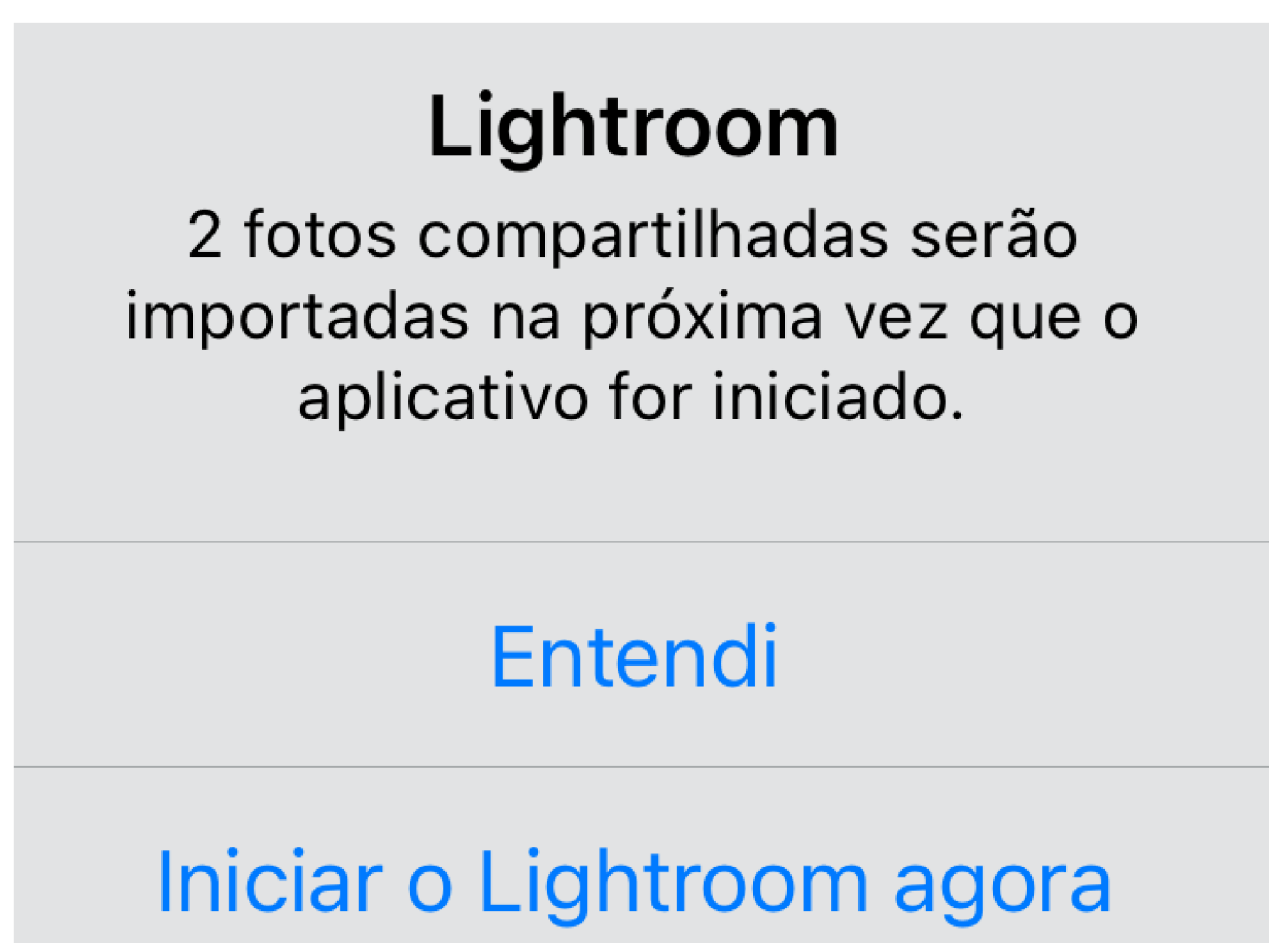 Lightroom
2 fotos compartilhadas serão
importadas na próxima vez que o
aplicativo for iniciado.
Entendi
Iniciar o Lightroom agora